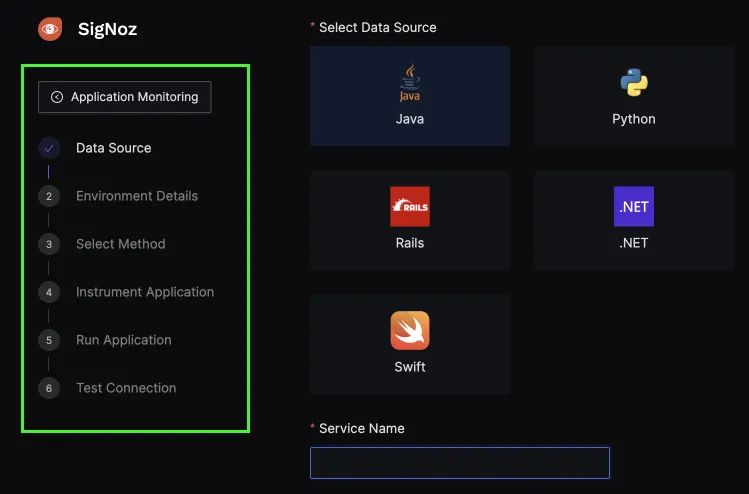 SigNoz
Application Monitoring
Data Source
2 Environment Details
3 Select Method
4 Instrument Application
5 Run Application
6 Test Connection
* Select Data Source
Java
Java
Python
RAILS
Rails
.NET
.NET
Swift
* Service Name